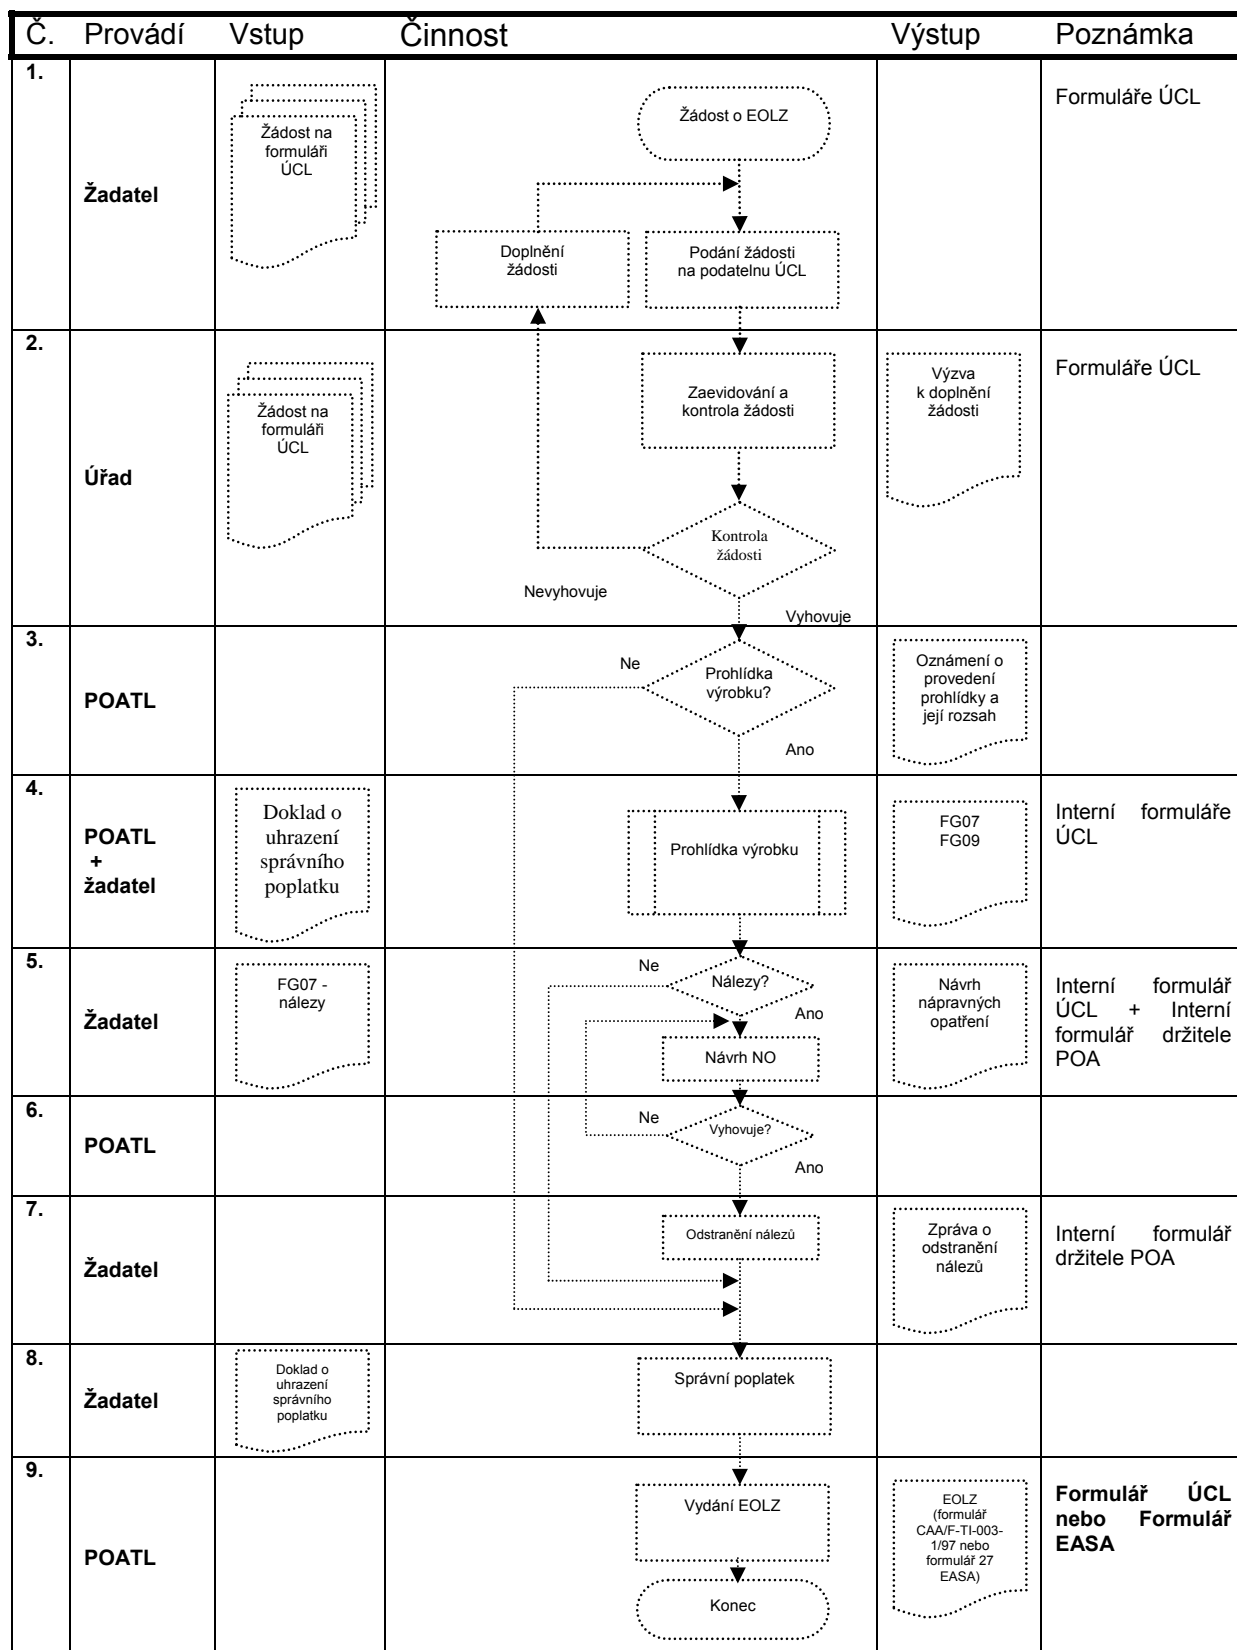 Č. Provádí Vstup Činnost Výstup Poznámka
1.
Žadatel
Žádost na
formuláři
ÚCL
Žádost o EOLZ
Doplnění
žádosti
Podání žádosti
na podatelnu ÚCL
Formuláře ÚCL
2.
Úřad
Žádost na
formuláři
ÚCL
Zaevidování a
kontrola žádosti
Kontrola
žádosti
Nevyhovuje
Vyhovuje
Výzva
k doplnění
žádosti
Formuláře ÚCL
3.
POATL
Ne
Prohlídka
výrobku?
Ano
Oznámení o
provedení
prohlídky a
její rozsah
4.
POATL
+
žadatel
Doklad o
uhrazení
správního
poplatku
Prohlídka výrobku
FG07
FG09
Interní formuláře
ÚCL
5.
Žadatel
FG07 -
nálezy
Ne
Nálezy?
Ano
Návrh NO
Návrh
nápravných
opatření
Interní formulář
ÚCL + Interní
formulář držitele
POA
6.
POATL
Ne
Vyhovuje?
Ano
7.
Žadatel
Odstranění nálezů
Zpráva o
odstranění
nálezů
Interní formulář
držitele POA
8.
Žadatel
Doklad o
uhrazení
správního
poplatku
Správní poplatek
9.
POATL
Vydání EOLZ
Konec
EOLZ
(formulář
CAA/F-TI-003-
1/97 nebo
formulář 27
EASA)
Formulář ÚCL
nebo Formulář
EASA